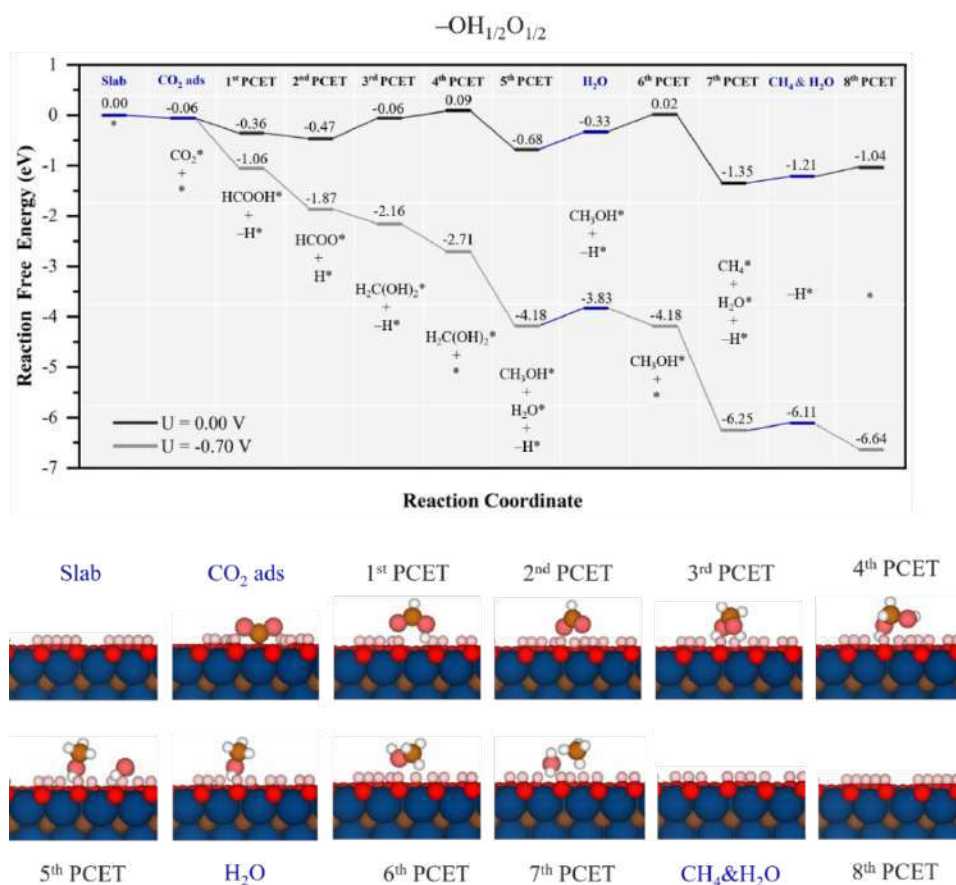 –OH1/2O1/2
Slab CO2 ads 1st PCET 2nd PCET 3rd PCET 4th PCET 5th PCET H2O 6th PCET 7th PCET CH4 & H2O 8th PCET
1
0
-1
-2
-3
-4
-5
-6
-7
Reaction Free Energy (eV)
0.00 -0.06 -0.36 -0.47 -0.06 0.09 -0.68 -0.33 0.02 -1.35 -1.21 -1.04
-1.06 -1.87 -2.16 -2.71 -4.18 -3.83 -4.18 -6.25 -6.11 -6.64
*
CO2*
+
*
HCOOH*
+
–H*
HCOO*
+
H*
H2C(OH)2*
+
–H*
H2C(OH)2*
+
*
CH3OH*
+
H2O*
+
–H*
CH3OH*
+
–H*
CH3OH*
+
*
CH4*
+
H2O*
+
–H*
–H*
*
U = 0.00 V
U = -0.70 V
Reaction Coordinate
Slab CO2 ads 1st PCET 2nd PCET 3rd PCET 4th PCET
5th PCET H2O 6th PCET 7th PCET CH4&H2O 8th PCET